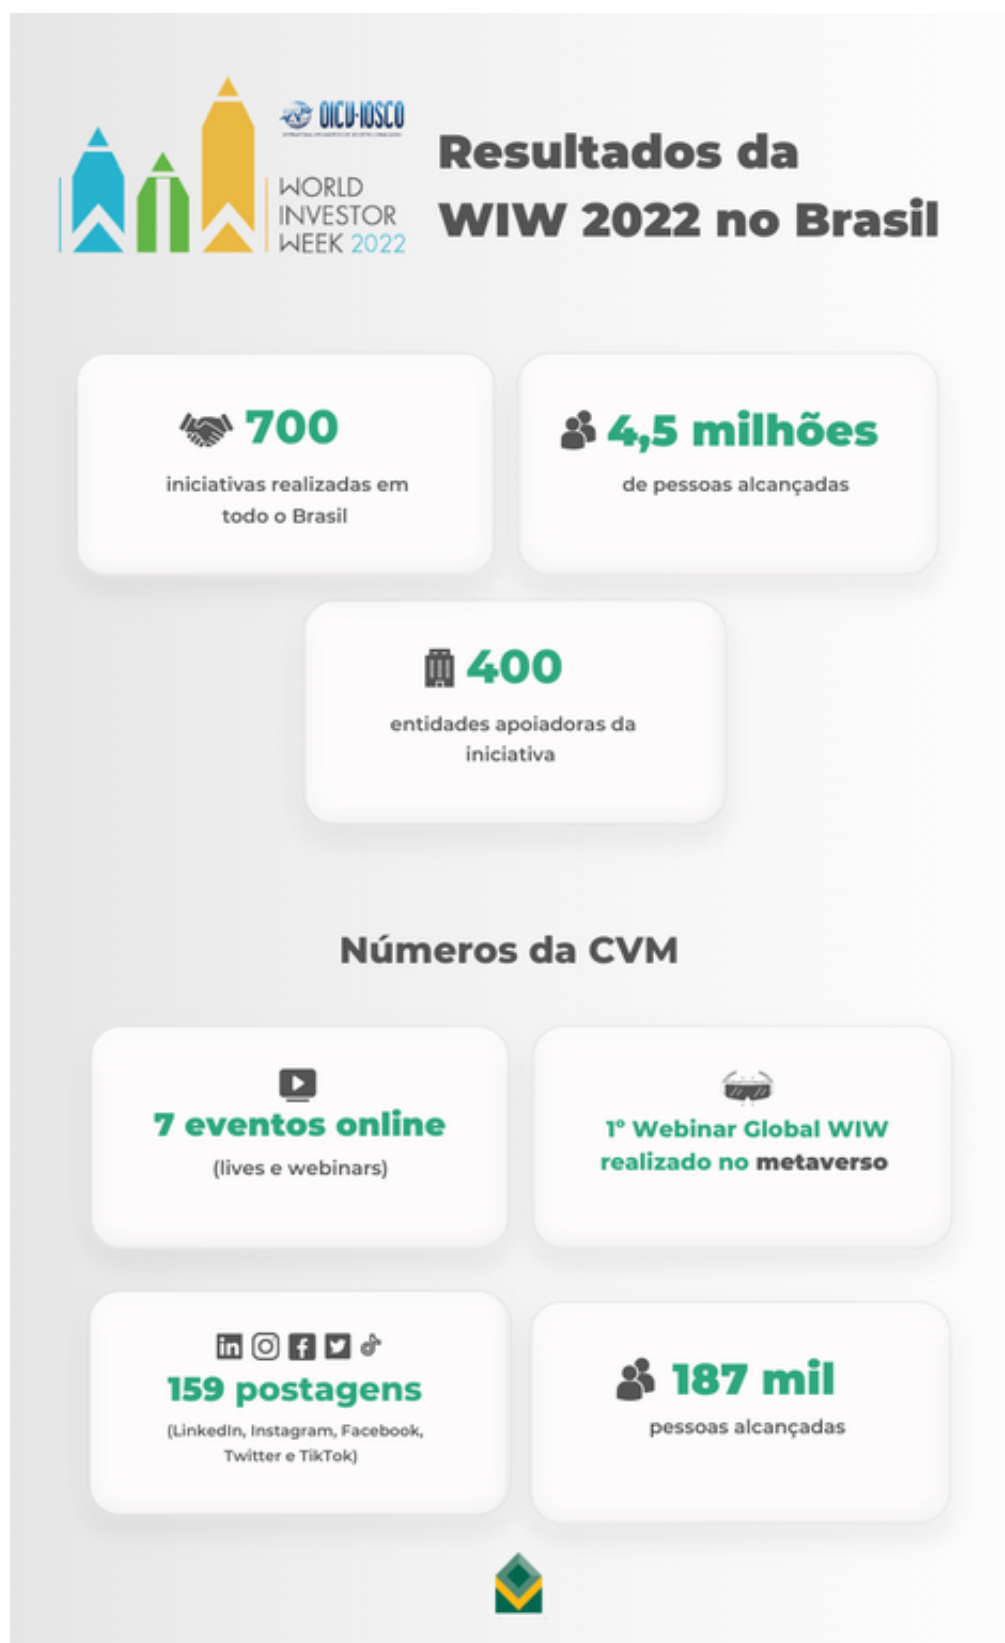 OICU-IOSCO
WORLD
INVESTOR
WEEK 2022
Resultados da
WIW 2022 no Brasil
700
iniciativas realizadas em
todo o Brasil
4,5 milhões
de pessoas alcançadas
400
entidades apoiadoras da
iniciativa
Números da CVM
7 eventos online
(lives e webinars)
1º Webinar Global WIW
realizado no metaverso
159 postagens
(LinkedIn, Instagram, Facebook,
Twitter e TikTok)
187 mil
pessoas alcançadas